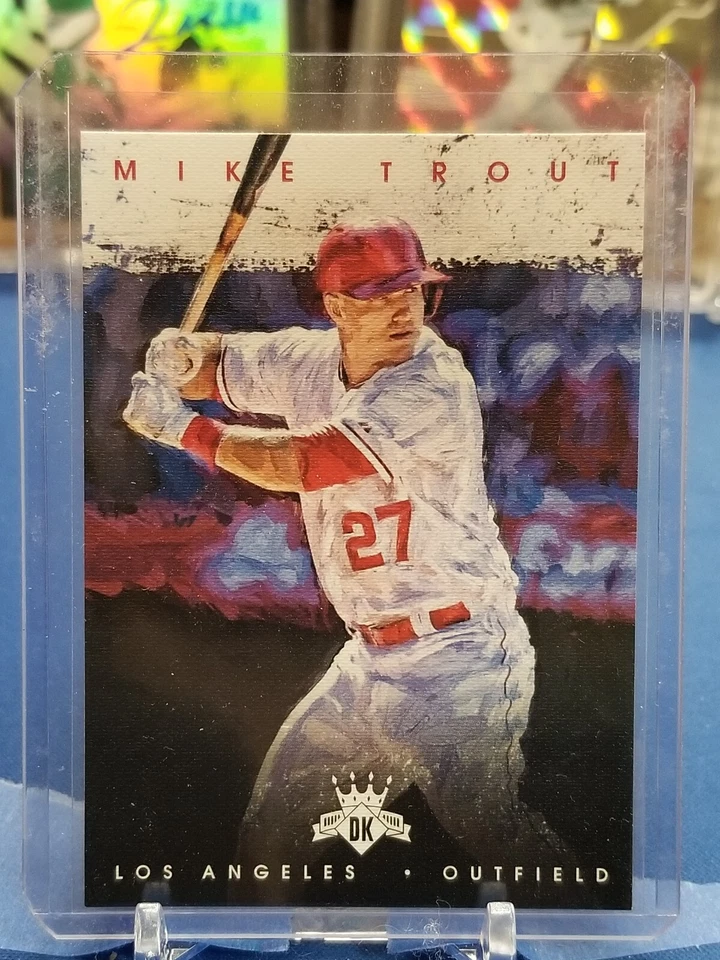 MIKE TROUT
27
DK
LOS ANGELES • OUTFIELD